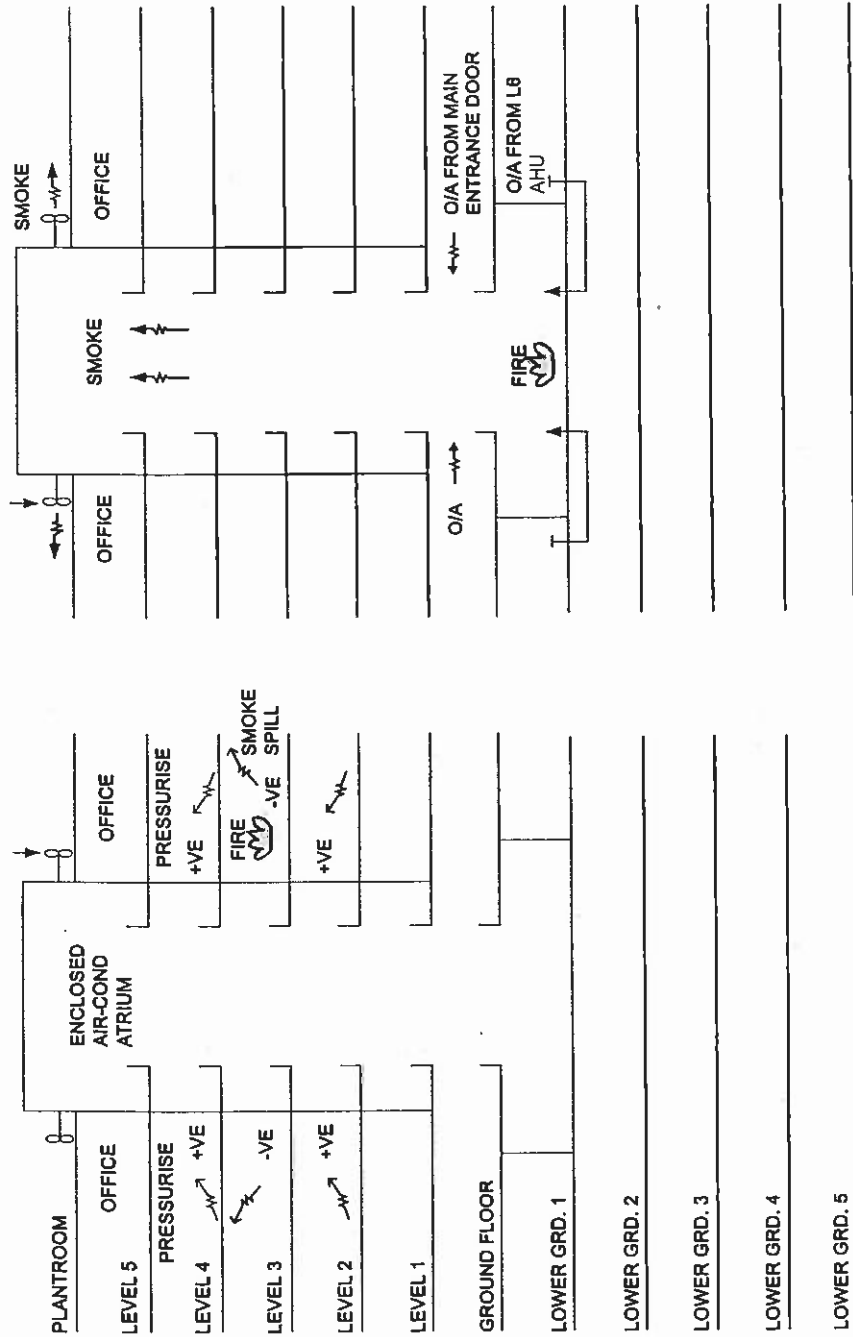 PLANTROOM
OFFICE
ENCLOSED
AIR-COND
ATRIUM
OFFICE
LEVEL 5
PRESSURISE
PRESSURISE
LEVEL 4
+VE
+VE
FIRE
-VE
SMOKE
SPILL
LEVEL 3
-VE
LEVEL 2
+VE
+VE
LEVEL 1
GROUND FLOOR
LOWER GRD. 1
LOWER GRD. 2
LOWER GRD. 3
LOWER GRD. 4
LOWER GRD. 5
SMOKE
OFFICE
SMOKE
OFFICE
O/A
O/A FROM MAIN
ENTRANCE DOOR
O/A FROM L6
AHU
FIRE